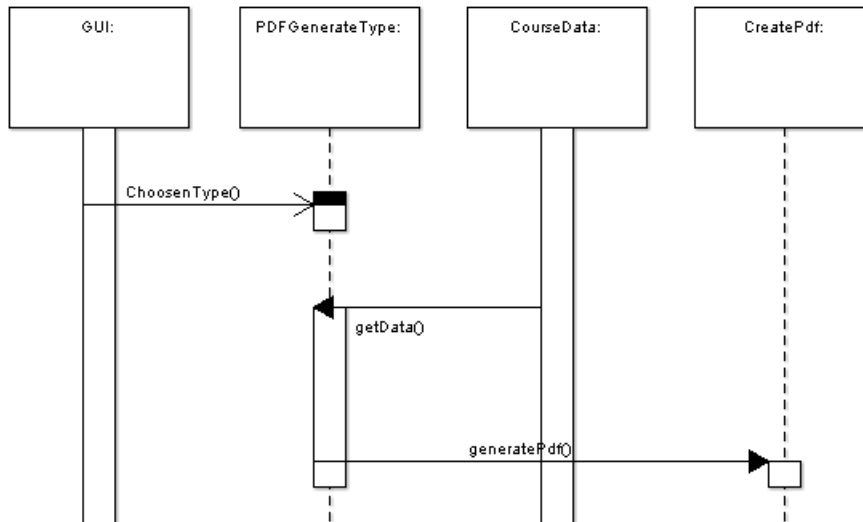 GUI:
PDFGenerateType:
CourseData:
CreatePdf:
ChoosenType()
getData()
generatePdf()